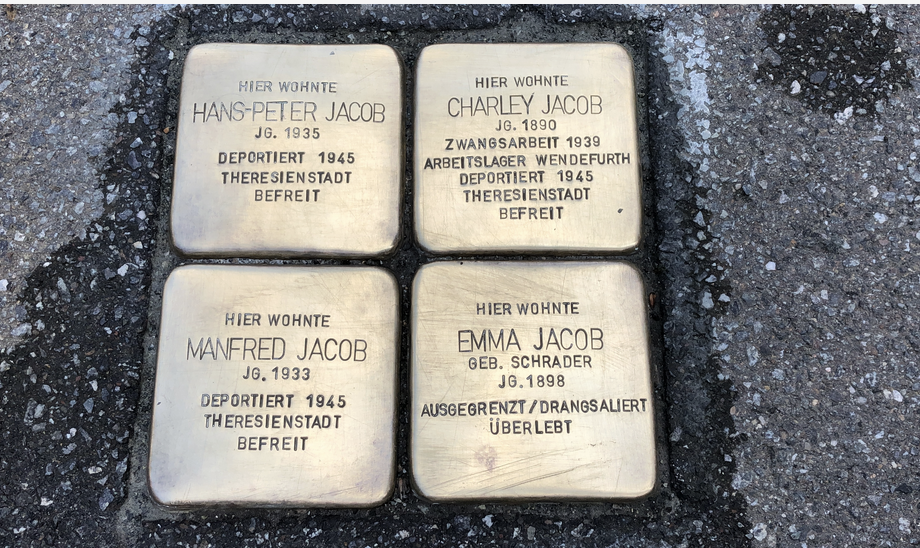 HIER WOHNTE
HANS-PETER JACOB
JG. 1935
DEPORTIERT 1945
THERESIENSTADT
BEFREIT
HIER WOHNTE
CHARLEY JACOB
JG. 1890
ZWANGSARBEIT 1939
ARBEITSLAGER WENDEFURTH
DEPORTIERT 1945
THERESIENSTADT
BEFREIT
HIER WOHNTE
MANFRED JACOB
JG. 1933
DEPORTIERT 1945
THERESIENSTADT
BEFREIT
HIER WOHNTE
EMMA JACOB
GEB. SCHRADER
JG. 1898
AUSGEGRENZT/DRANGSALIERT
ÜBERLEBT